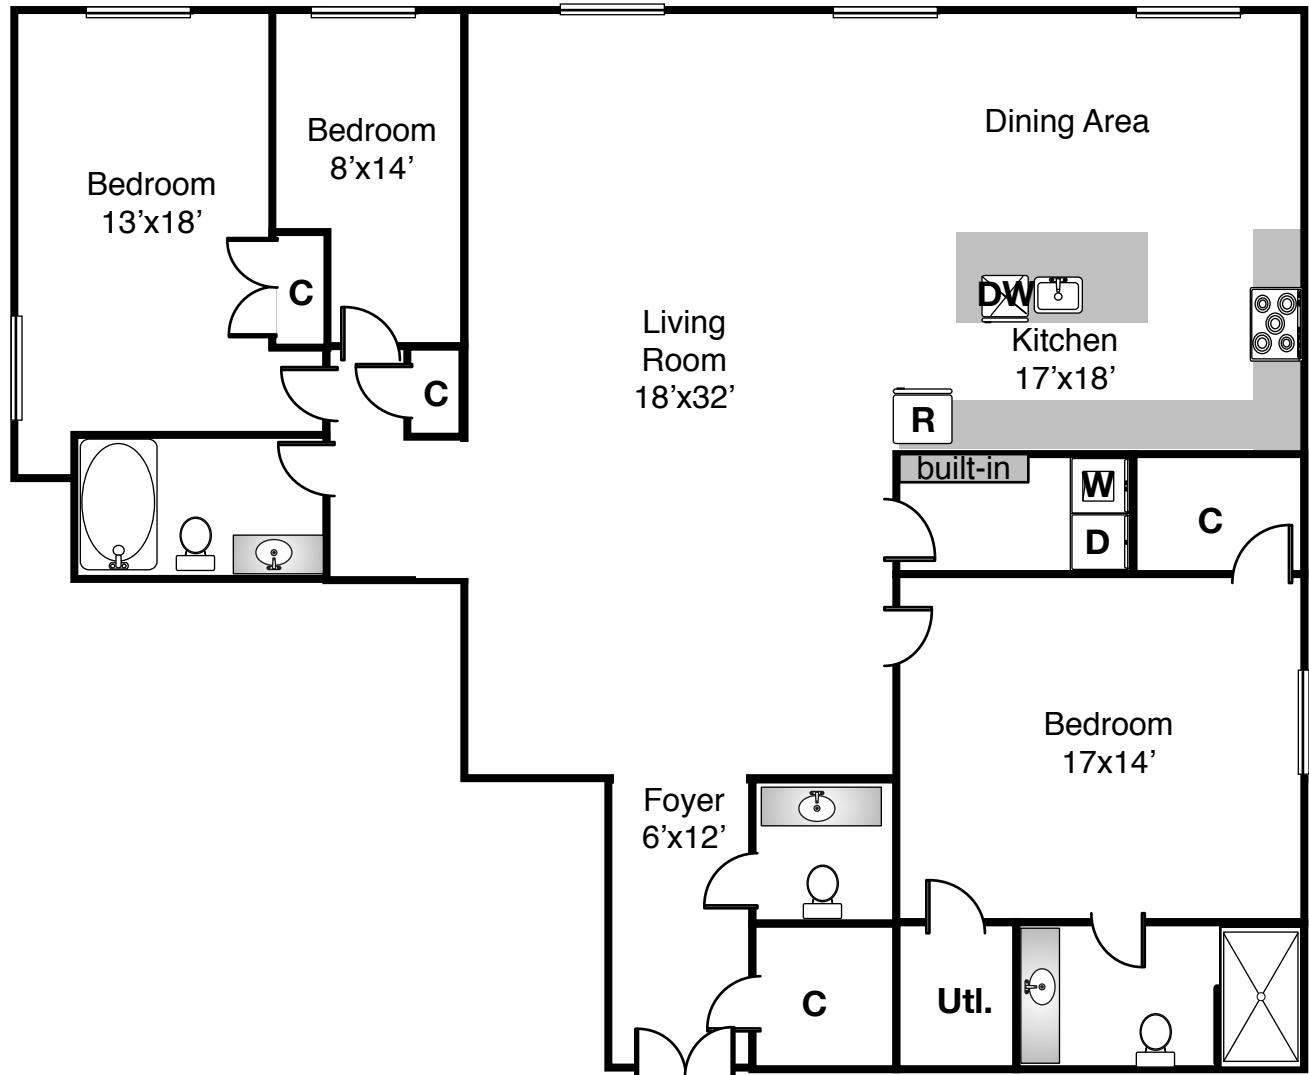 Bedroom
13’x18’
Bedroom
8’x14’
Dining Area
C
C
Living
Room
18’x32’
DW
Kitchen
17’x18’
R
built-in
W
D
C
Bedroom
17x14’
Foyer
6’x12’
C
Utl.